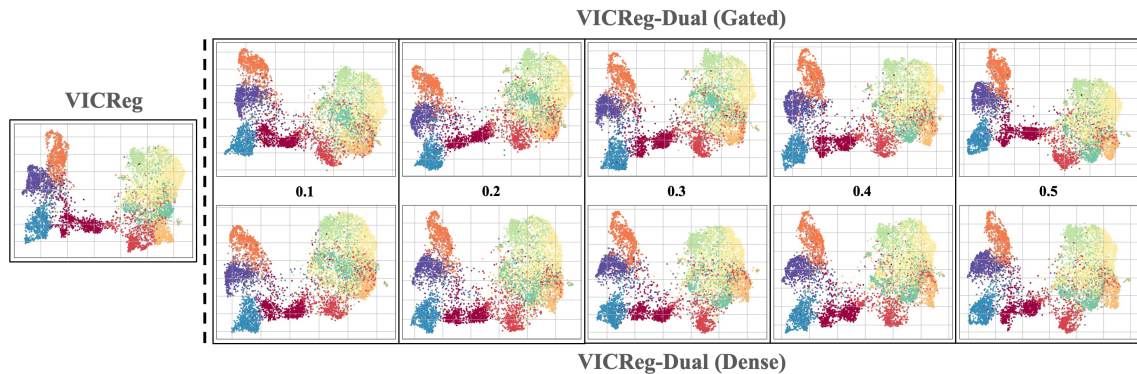 VICReg-Dual (Gated)
VICReg
0.1 0.2 0.3 0.4 0.5
VICReg-Dual (Dense)